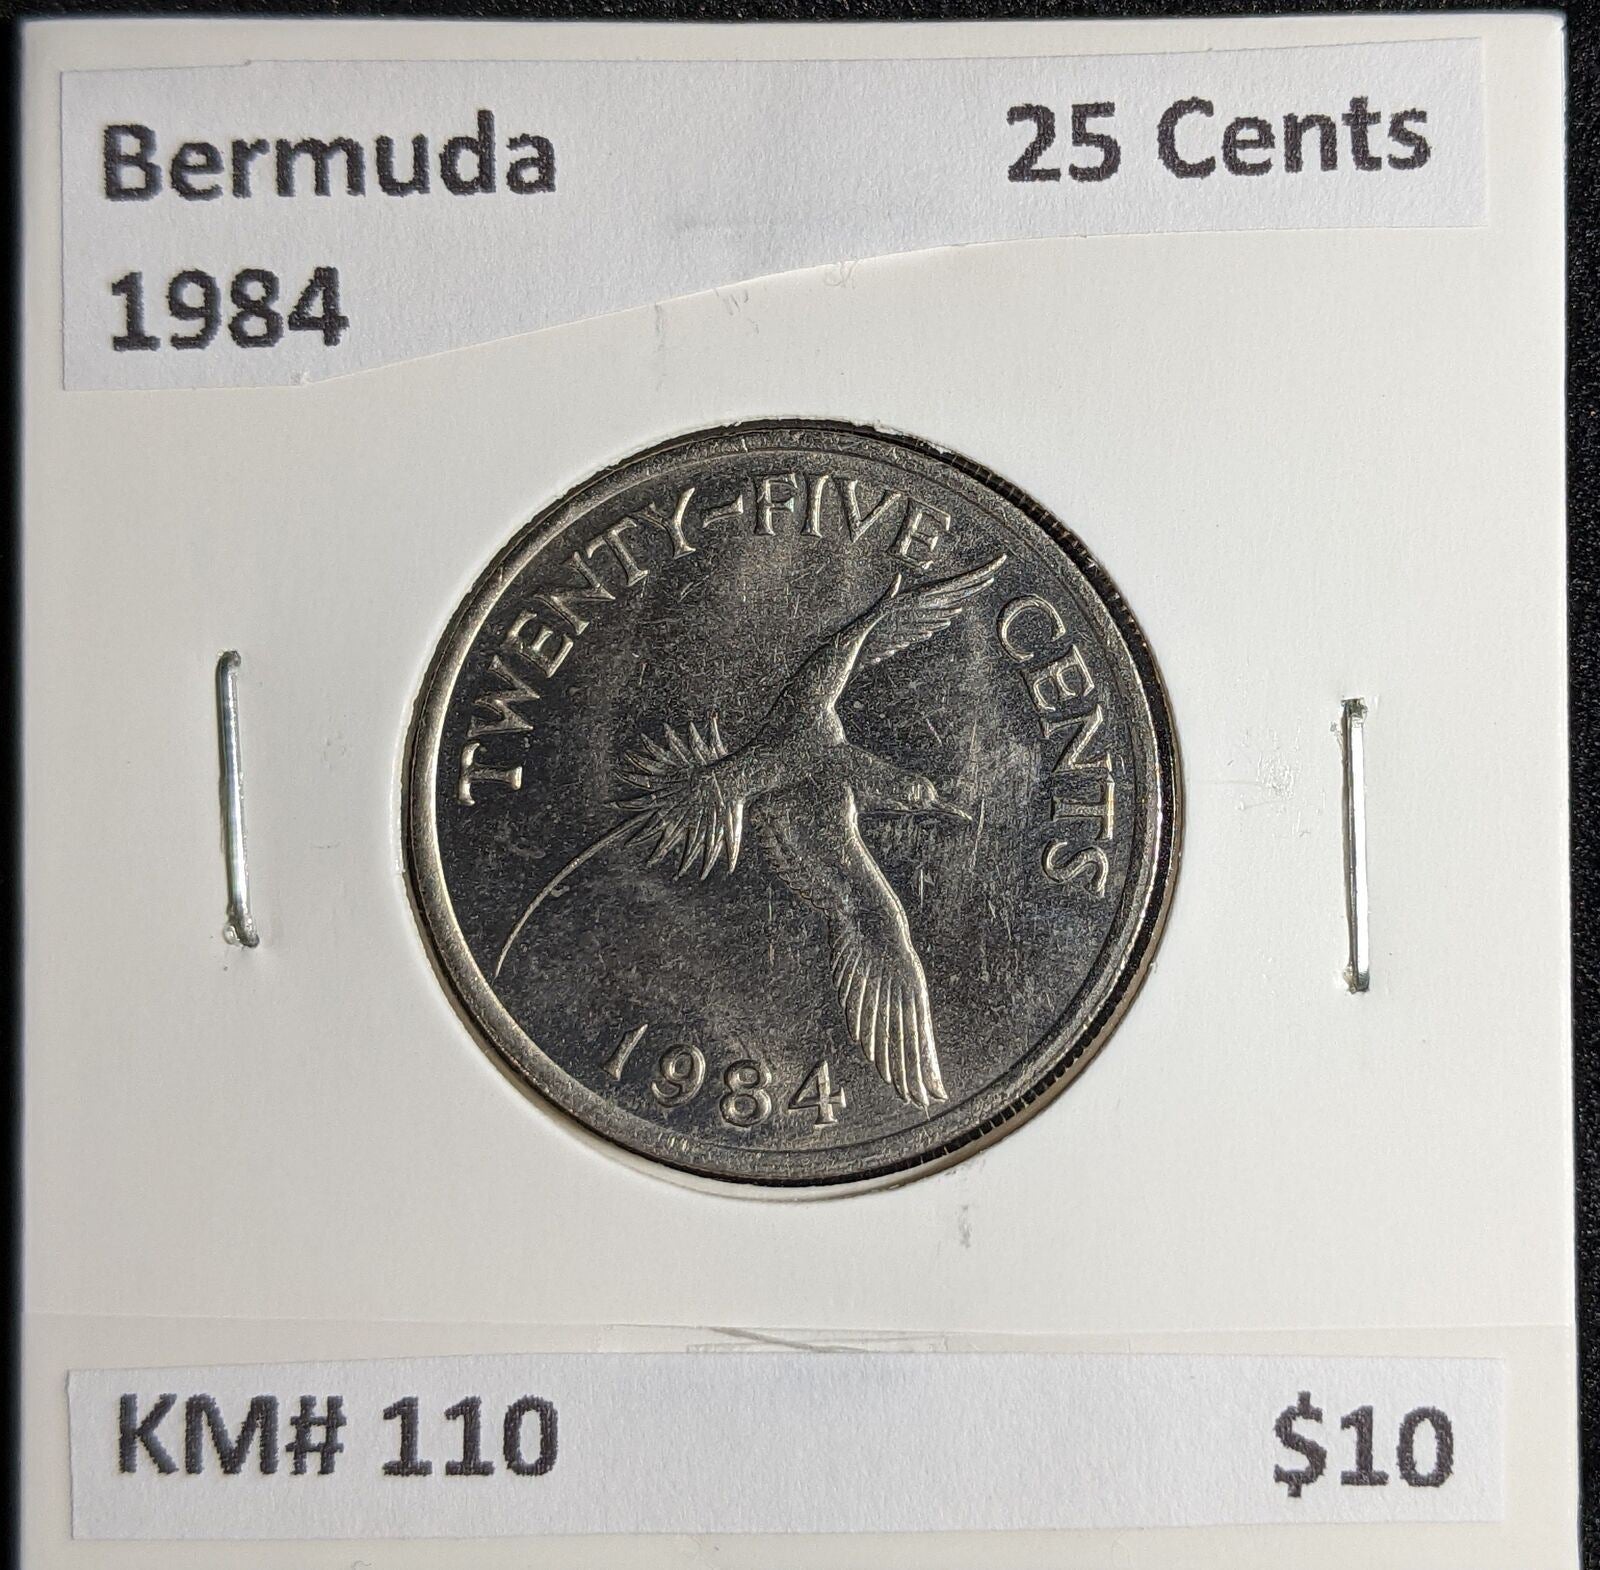 Bermuda 25 Cents
1984
TWENTY-FIVE CENTS
1984
KM# 110 $10